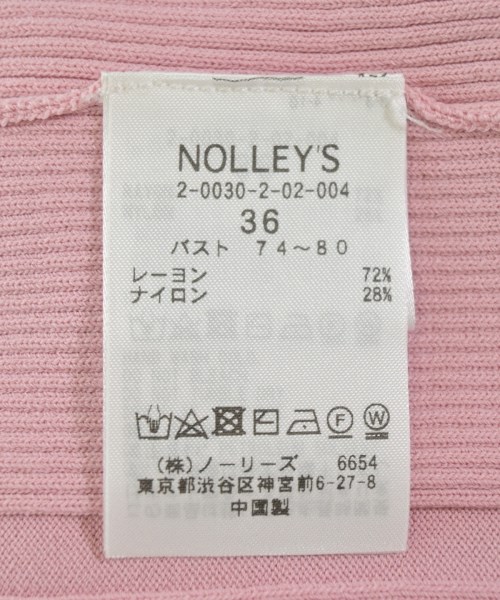 NOLLEY'S
2-0030-2-02-004
36
バスト 74～80
レーヨン 72%
ナイロン 28%
F W
(株)ノーリーズ 6654
東京都渋谷区神宮前6-27-8
中国製